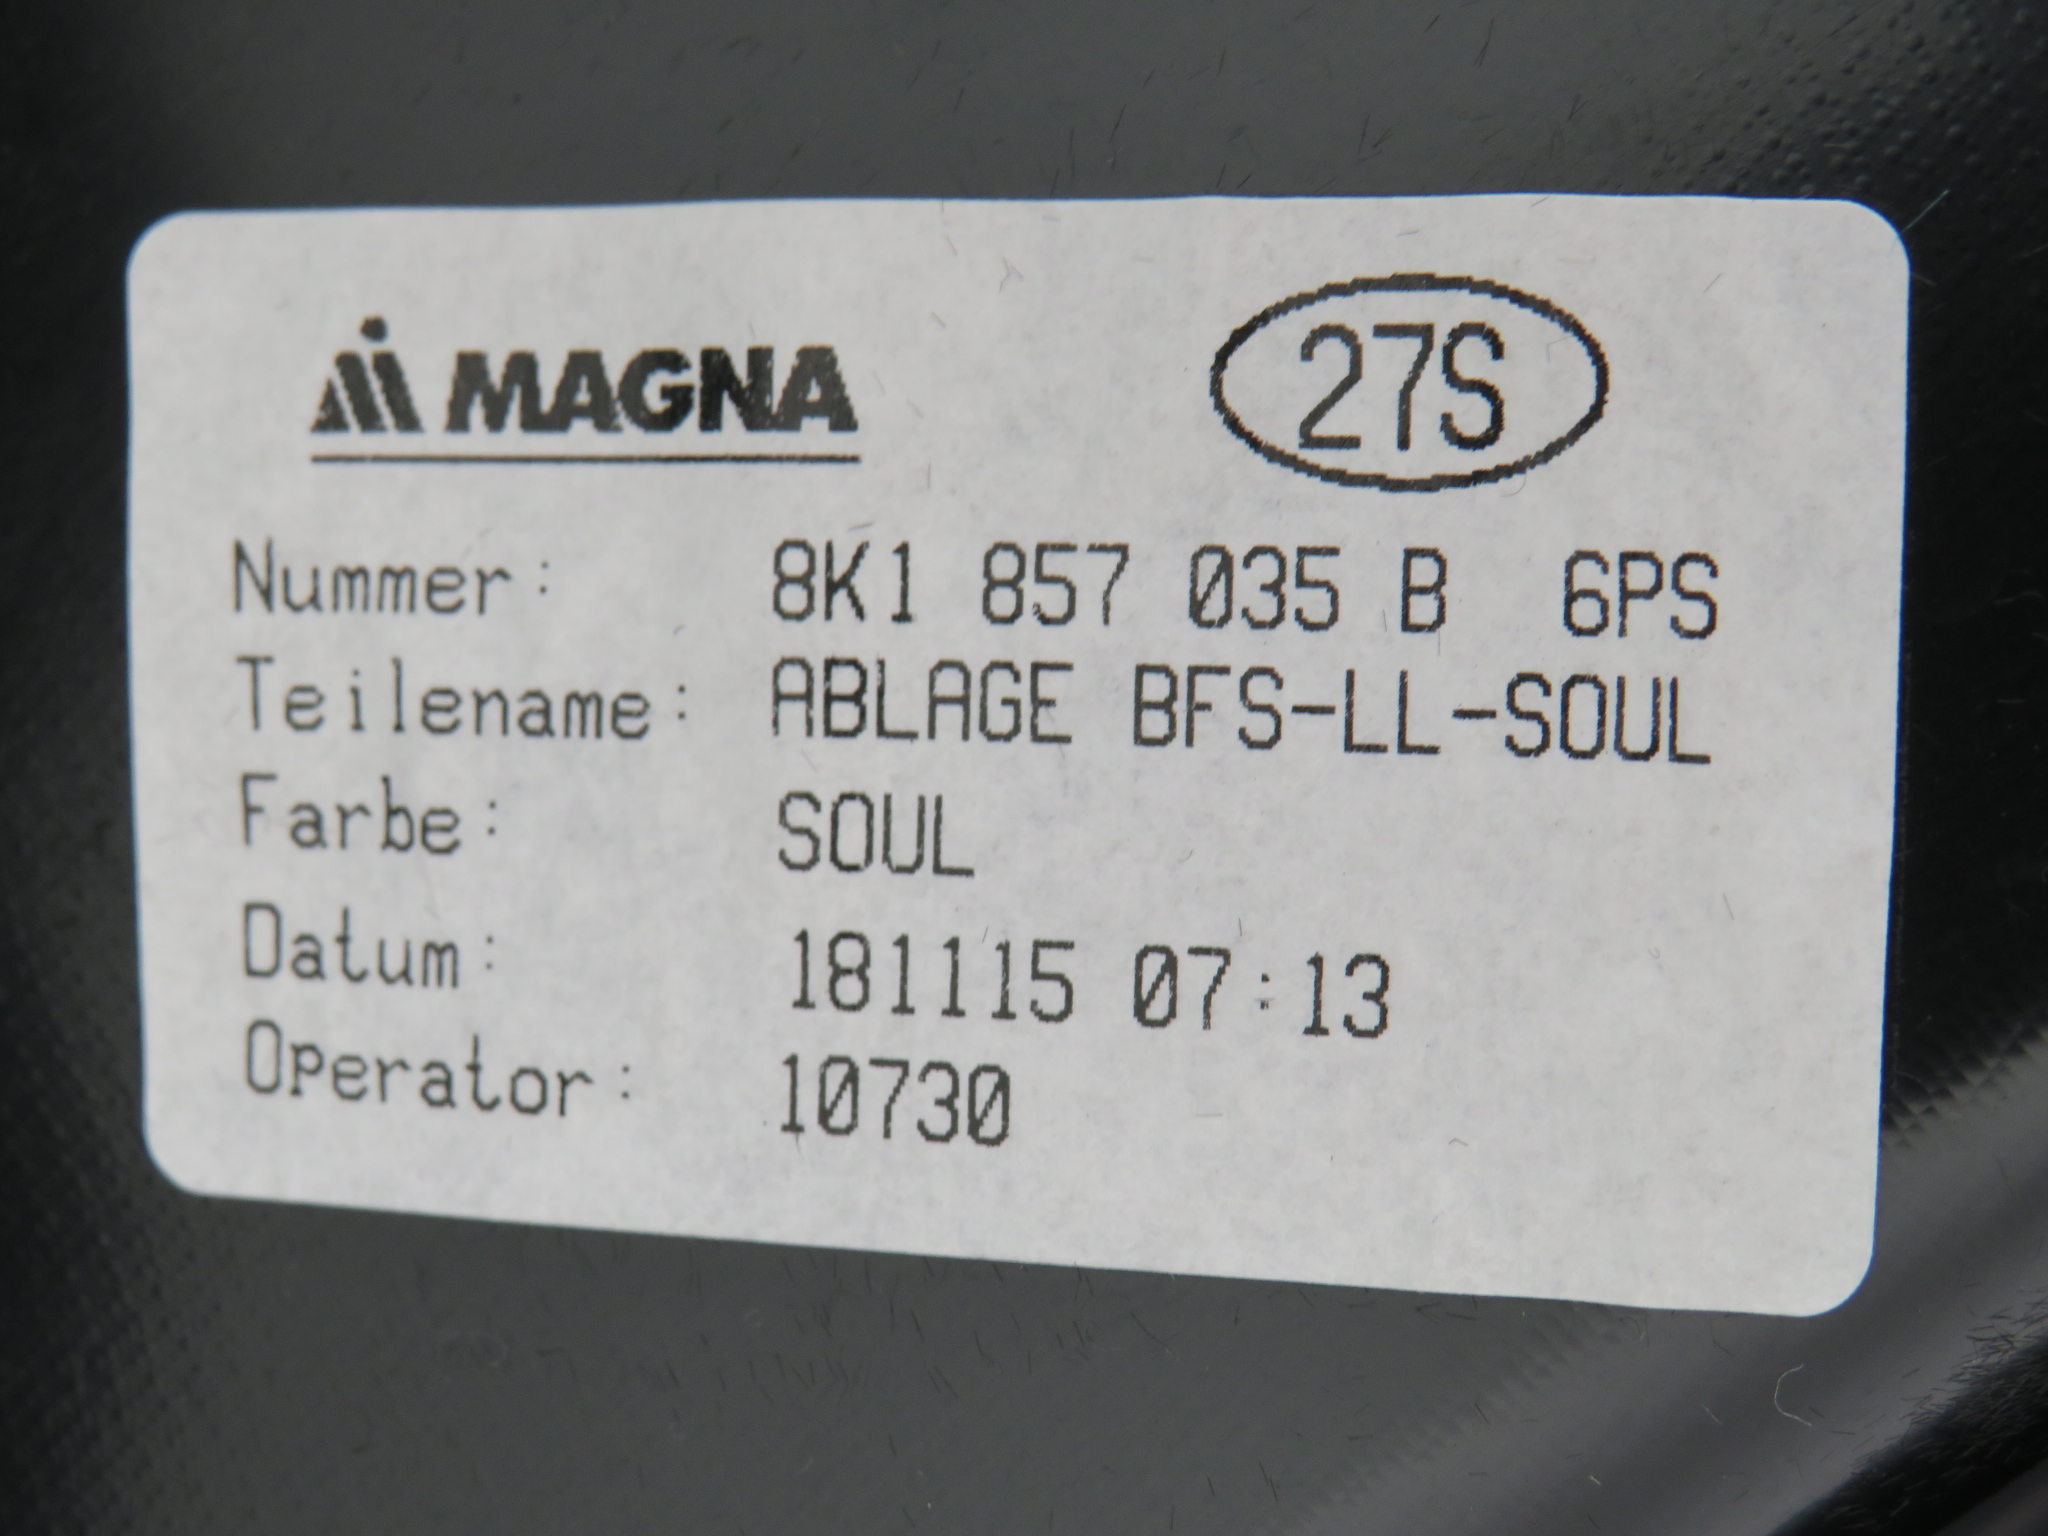 MAGNA 27S
Nummer: 8K1 857 035 B 6PS
Teilename: ABLAGE BFS-LL-SOUL
Farbe: SOUL
Datum: 181115 07:13
Operator: 10730